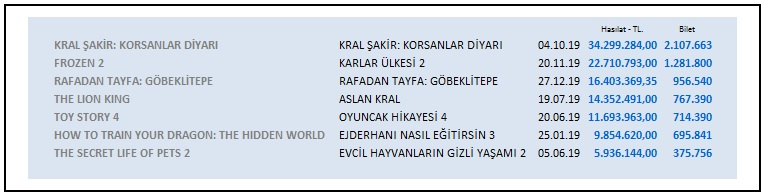 Hasılat - TL. Bilet
KRAL ŞAKİR: KORSANLAR DİYARI KRAL ŞAKİR: KORSANLAR DİYARI 04.10.19 34.299.284,00 2.107.663
FROZEN 2 KARLAR ÜLKESİ 2 20.11.19 22.710.793,00 1.281.800
RAFADAN TAYFA: GÖBEKLİTEPE RAFADAN TAYFA: GÖBEKLİTEPE 27.12.19 16.403.369,35 956.540
THE LION KING ASLAN KRAL 19.07.19 14.352.491,00 767.390
TOY STORY 4 OYUNCAK HİKAYESİ 4 20.06.19 11.693.963,00 714.390
HOW TO TRAIN YOUR DRAGON: THE HIDDEN WORLD EJDERHANI NASIL EĞİTİRSİN 3 25.01.19 9.854.620,00 695.841
THE SECRET LIFE OF PETS 2 EVCİL HAYVANLARIN GİZLİ YAŞAMI 2 05.06.19 5.936.144,00 375.756